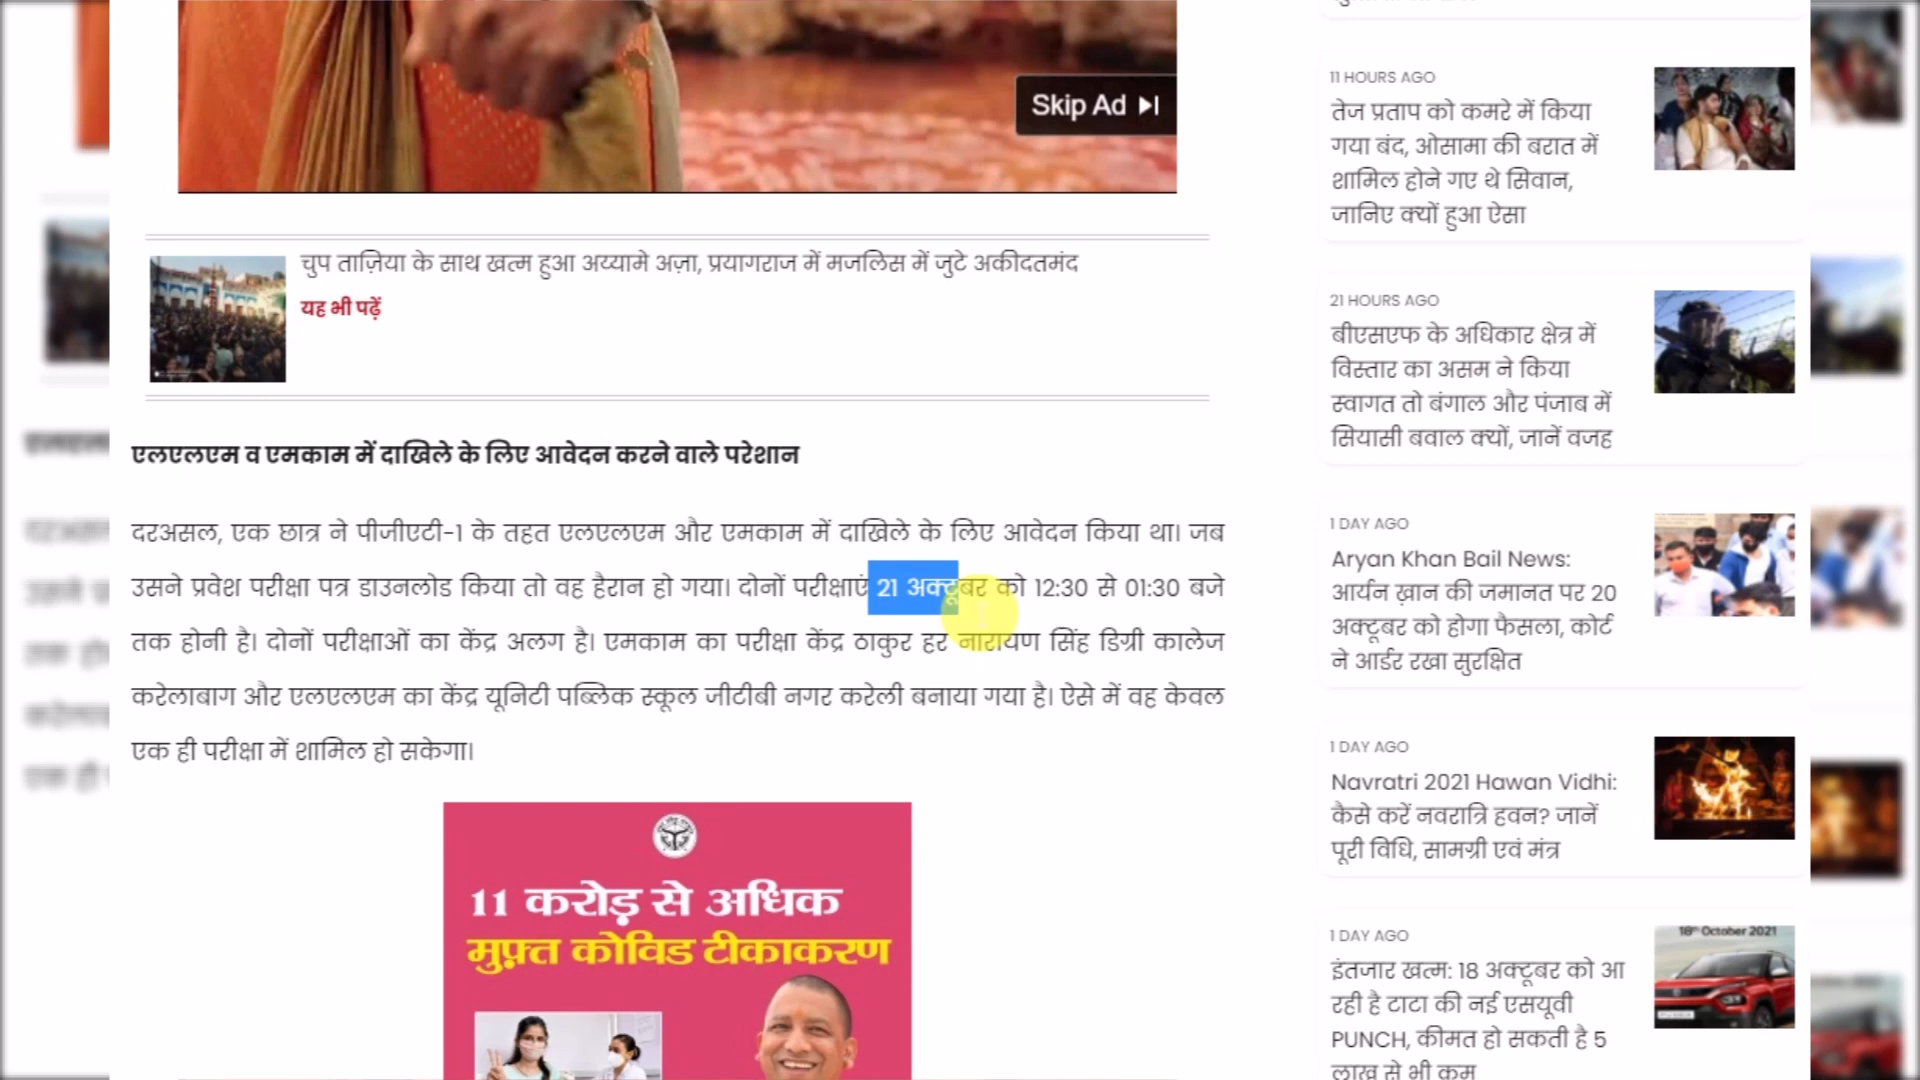 Skip Ad
चुप ताज़िया के साथ खत्म हुआ अय्यामे अज़ा, प्रयागराज में मजलिस में जुटे अकीदतमंद
यह भी पढ़ें
एलएलएम व एमकाम में दाखिले के लिए आवेदन करने वाले परेशान
दरअसल, एक छात्र ने पीजीएटी-1 के तहत एलएलएम और एमकाम में दाखिले के लिए आवेदन किया था। जब
उसने प्रवेश परीक्षा पत्र डाउनलोड किया तो वह हैरान हो गया। दोनों परीक्षाएं 21 अक्टूबर को 12:30 से 01:30 बजे
तक होनी है। दोनों परीक्षाओं का केंद्र अलग है। एमकाम का परीक्षा केंद्र ठाकुर हर नारायण सिंह डिग्री कालेज
करेलाबाग और एलएलएम का केंद्र यूनिटी पब्लिक स्कूल जीटीबी नगर करेली बनाया गया है। ऐसे में वह केवल
एक ही परीक्षा में शामिल हो सकेगा।
11 करोड़ से अधिक
मुफ़्त कोविड टीकाकरण
11 HOURS AGO
तेज प्रताप को कमरे में किया
गया बंद, ओसामा की बरात में
शामिल होने गए थे सिवान,
जानिए क्यों हुआ ऐसा
21 HOURS AGO
बीएसएफ के अधिकार क्षेत्र में
विस्तार का असम ने किया
स्वागत तो बंगाल और पंजाब में
सियासी बवाल क्यों, जानें वजह
1 DAY AGO
Aryan Khan Bail News:
आर्यन ख़ान की जमानत पर 20
अक्टूबर को होगा फैसला, कोर्ट
ने आर्डर रखा सुरक्षित
1 DAY AGO
Navratri 2021 Hawan Vidhi:
कैसे करें नवरात्रि हवन? जानें
पूरी विधि, सामग्री एवं मंत्र
1 DAY AGO
18th October 2021
इंतजार खत्म: 18 अक्टूबर को आ
रही है टाटा की नई एसयूवी
PUNCH, कीमत हो सकती है 5
लाख से भी कम